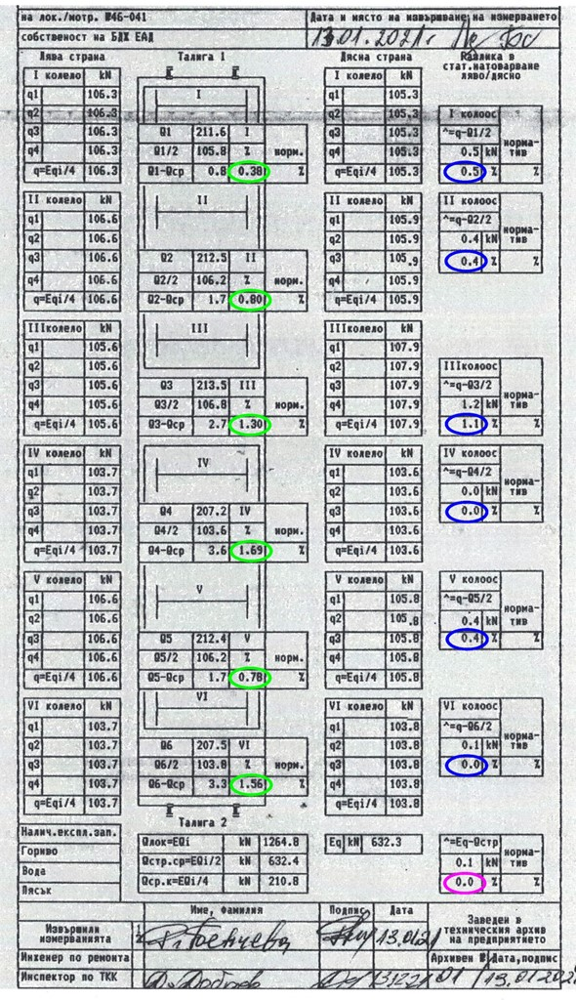 на лок./мотр. №46-041 Дата и място на извършване на измерването
собственост на БДЖ ЕАД 13.01.2021г
Лява страна Талига 1 Дясна страна Разлика в стат.натоварване ляво/дясно
I колело kN I I колело kN
q1 106.3 q1 105.3
q2 106.3 q2 105.3 I колоос
q3 106.3 Q1 211.6 I q3 105.3 ^=q-Q1/2 норма-
q4 106.3 Q1/2 105.8 % норм. q4 105.3 0.5 kN тив
q=Eqi/4 106.3 Q1-Qср 0.8 0.38 % q=Eqi/4 105.3 0.5 % %
II колело kN II II колело kN II колоос
q1 106.6 q1 105.9 ^=q-Q2/2 норма-
q2 106.6 q2 105.9 0.4 kN тив
q3 106.6 Q2 212.5 II q3 105.9 0.4 % %
q4 106.6 Q2/2 106.2 % норм. q4 105.9
q=Eqi/4 106.6 Q2-Qср 1.7 0.80 % q=Eqi/4 105.9
IIIколело kN III IIIколело kN
q1 105.6 q1 107.9
q2 105.6 q2 107.9 IIIколоос
q3 105.6 Q3 213.5 III q3 107.9 ^=q-Q3/2 норма-
q4 105.6 Q3/2 106.8 % норм. q4 107.9 1.2 kN тив
q=Eqi/4 105.6 Q3-Qср 2.7 1.30 % q=Eqi/4 107.9 1.1 % %
IV колело kN IV IV колело kN IV колоос
q1 103.7 q1 103.6 ^=q-Q4/2 норма-
q2 103.7 q2 103.6 0.0 kN тив
q3 103.7 Q4 207.2 IV q3 103.6 0.0 % %
q4 103.7 Q4/2 103.6 % норм. q4 103.6
q=Eqi/4 103.7 Q4-Qср 3.6 1.69 % q=Eqi/4 103.6
V колело kN V V колело kN V колоос
q1 106.6 q1 105.8 ^=q-Q5/2 норма-
q2 106.6 q2 105.8 0.4 kN тив
q3 106.6 Q5 212.4 V q3 105.8 0.4 % %
q4 106.6 Q5/2 106.2 % норм. q4 105.8
q=Eqi/4 106.6 Q5-Qср 1.7 0.78 % q=Eqi/4 105.8
VI колело kN VI VI колело kN VI колоос
q1 103.7 q1 103.8 ^=q-Q6/2 норма-
q2 103.7 Q6 207.5 VI q2 103.8 0.1 kN тив
q3 103.7 Q6/2 103.8 % норм. q3 103.8 0.0 % %
q4 103.7 Q6-Qср 3.3 1.56 % q4 103.8
q=Eqi/4 103.7 q=Eqi/4 103.8
Талига 2
Налич.експл.зап. Qлок=EQi kN 1264.8 Eq kN 632.3 ^=Eq-Qстр
Гориво Qстр.ср=EQi/2 kN 632.4 0.1 kN норма-тив
Вода Qср.к=EQi/4 kN 210.8 0.0 % %
Пясък
Име, фамилия Подпис Дата Заведен в
Извършили 1 13.0121 технически архив
измерванията 2 на предприятието
Инженер по ремонта Архивен № Дата,подпис
Инспектор по ТКК 01 13.01.202